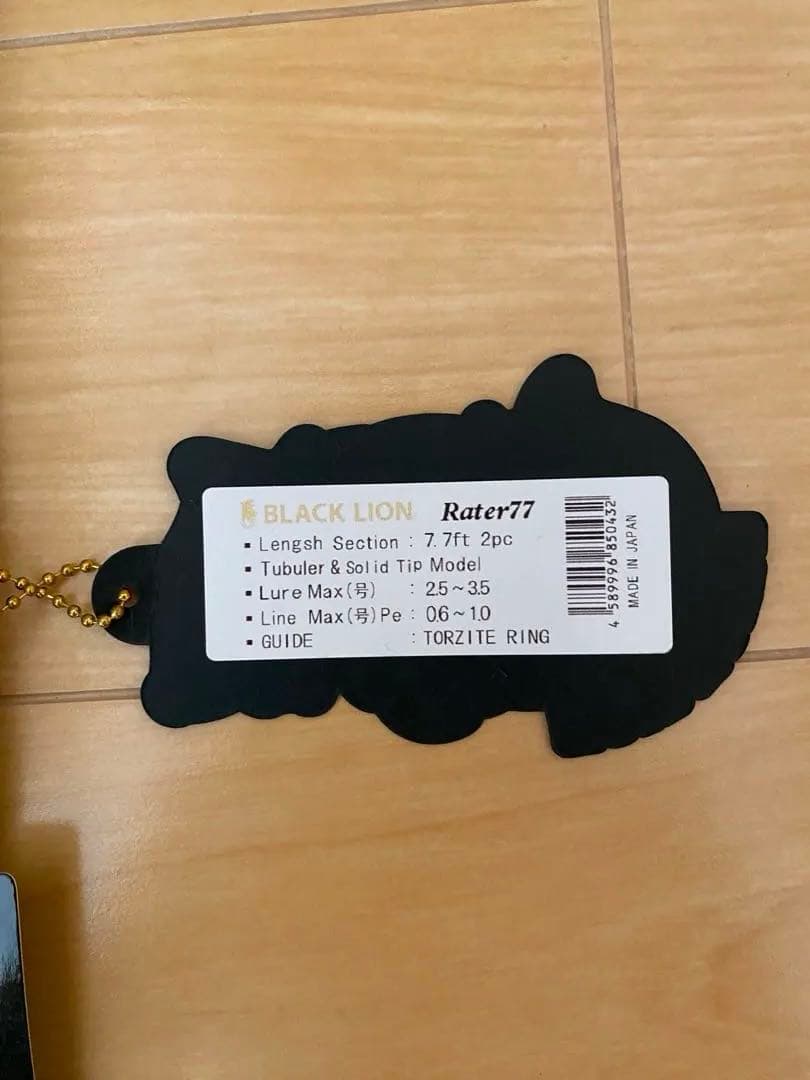 BLACK LION Rater77
▪ Lengsh Section : 7.7ft 2pc
▪ Tubuler & Solid Tip Model
▪ Lure Max(号) : 2.5~3.5
▪ Line Max(号)Pe : 0.6~1.0
▪ GUIDE : TORZITE RING
4 589996 850432
MADE IN JAPAN